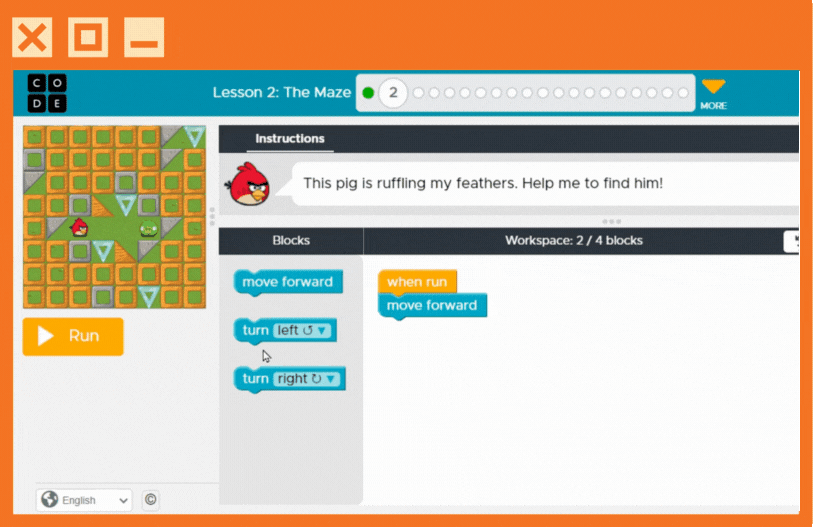 C O
D E
Lesson 2: The Maze
2
MORE
Instructions
This pig is ruffling my feathers. Help me to find him!
Blocks
Workspace: 2 / 4 blocks
move forward
when run
move forward
turn left ↺ ▼
Run
turn right ↻ ▼
English
©